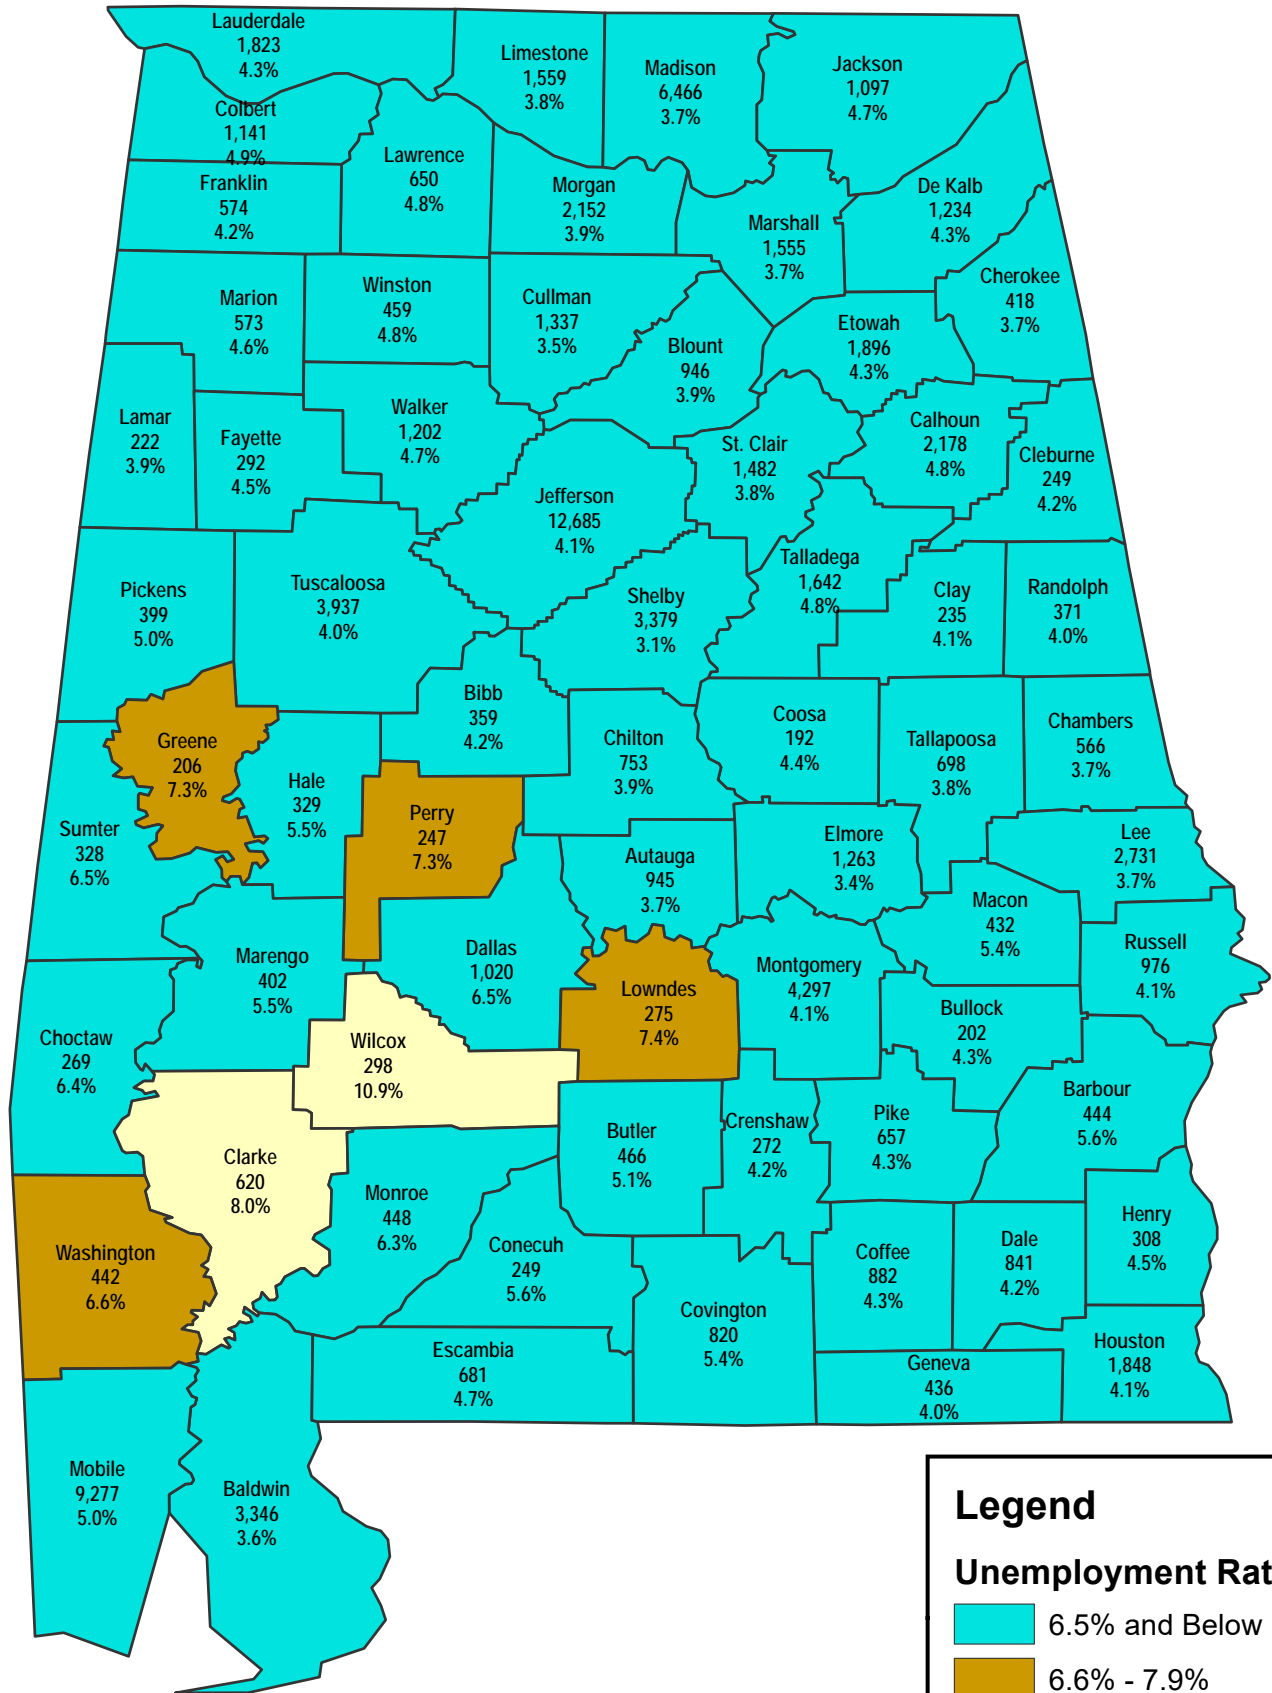 Lauderdale
1,823
4.3%
Limestone
1,559
3.8%
Madison
6,466
3.7%
Jackson
1,097
4.7%
Colbert
1,141
4.9%
Lawrence
650
4.8%
Franklin
574
4.2%
Morgan
2,152
3.9%
Marshall
1,555
3.7%
De Kalb
1,234
4.3%
Cherokee
418
3.7%
Marion
573
4.6%
Winston
459
4.8%
Cullman
1,337
3.5%
Blount
946
3.9%
Etowah
1,896
4.3%
Lamar
222
3.9%
Fayette
292
4.5%
Walker
1,202
4.7%
Jefferson
12,685
4.1%
St. Clair
1,482
3.8%
Calhoun
2,178
4.8%
Cleburne
249
4.2%
Pickens
399
5.0%
Tuscaloosa
3,937
4.0%
Shelby
3,379
3.1%
Talladega
1,642
4.8%
Clay
235
4.1%
Randolph
371
4.0%
Greene
206
7.3%
Hale
329
5.5%
Bibb
359
4.2%
Chilton
753
3.9%
Coosa
192
4.4%
Tallapoosa
698
3.8%
Chambers
566
3.7%
Sumter
328
6.5%
Perry
247
7.3%
Autauga
945
3.7%
Elmore
1,263
3.4%
Lee
2,731
3.7%
Marengo
402
5.5%
Dallas
1,020
6.5%
Lowndes
275
7.4%
Montgomery
4,297
4.1%
Macon
432
5.4%
Russell
976
4.1%
Bullock
202
4.3%
Choctaw
269
6.4%
Wilcox
298
10.9%
Clarke
620
8.0%
Butler
466
5.1%
Crenshaw
272
4.2%
Pike
657
4.3%
Barbour
444
5.6%
Washington
442
6.6%
Monroe
448
6.3%
Conecuh
249
5.6%
Covington
820
5.4%
Coffee
882
4.3%
Dale
841
4.2%
Henry
308
4.5%
Escambia
681
4.7%
Geneva
436
4.0%
Houston
1,848
4.1%
Mobile
9,277
5.0%
Baldwin
3,346
3.6%
Legend
Unemployment Rat
6.5% and Below
6.6% - 7.9%